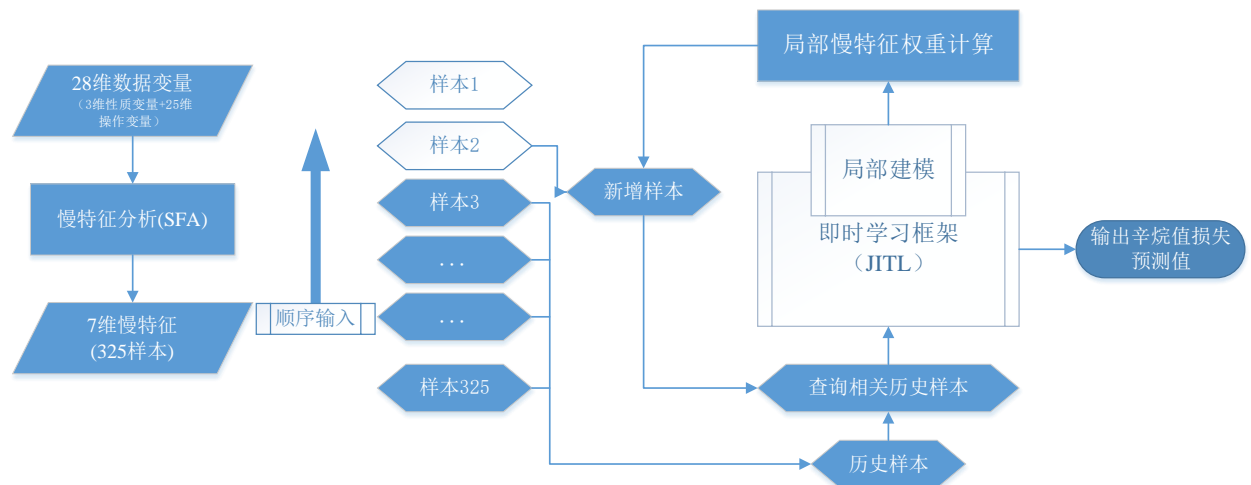 28维数据变量
（3维性质变量+25维
操作变量）
慢特征分析(SFA)
7维慢特征
(325样本)
顺序输入
样本1
样本2
样本3
...
...
样本325
新增样本
局部慢特征权重计算
局部建模
即时学习框架
（JITL）
输出辛烷值损失
预测值
查询相关历史样本
历史样本